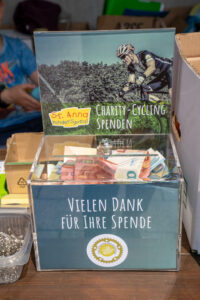 St. Anna
CHARITY-CYCLING
SPENDEN
VIELEN DANK
FÜR IHRE SPENDE